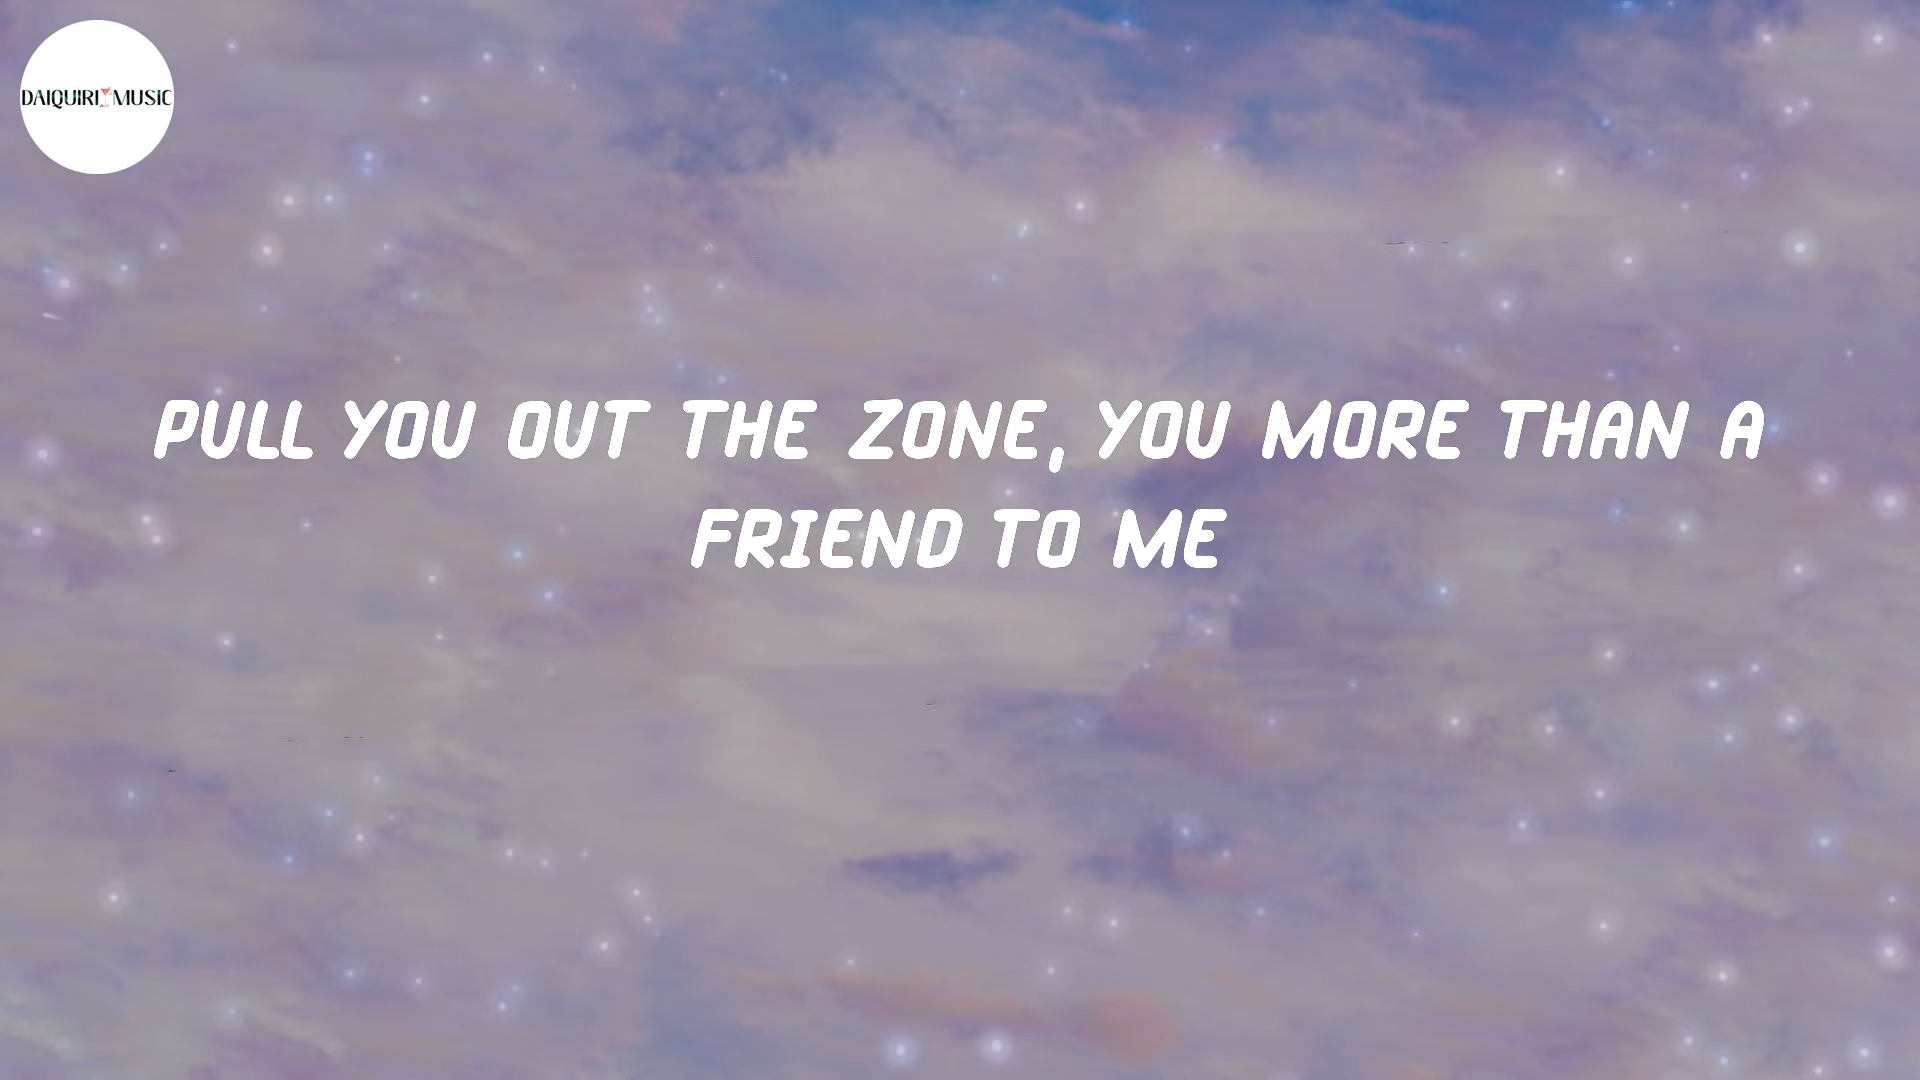 DAIQUIRI MUSIC
PULL YOU OUT THE ZONE, YOU MORE THAN A
FRIEND TO ME